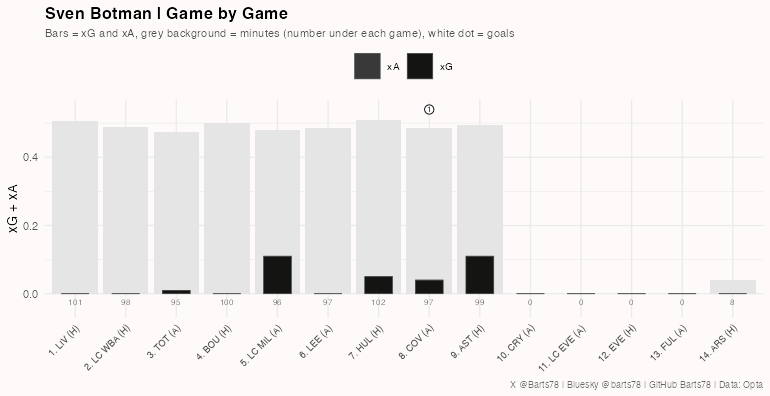 Sven Botman | Game by Game
Bars = xG and xA, grey background = minutes (number under each game), white dot = goals
xA xG
1
xG + xA
0.4
0.2
0.0
101 98 95 100 96 97 102 97 99 0 0 0 0 8
1. LIV (H)
2. LC WBA (H)
3. TOT (A)
4. BOU (H)
5. LC MIL (A)
6. LEE (A)
7. HUL (H)
8. COV (A)
9. AST (H)
10. CRY (A)
11. LC EVE (A)
12. EVE (H)
13. FUL (A)
14. ARS (H)
X @Barts78 | Bluesky @barts78 | GitHub Barts78 | Data: Opta